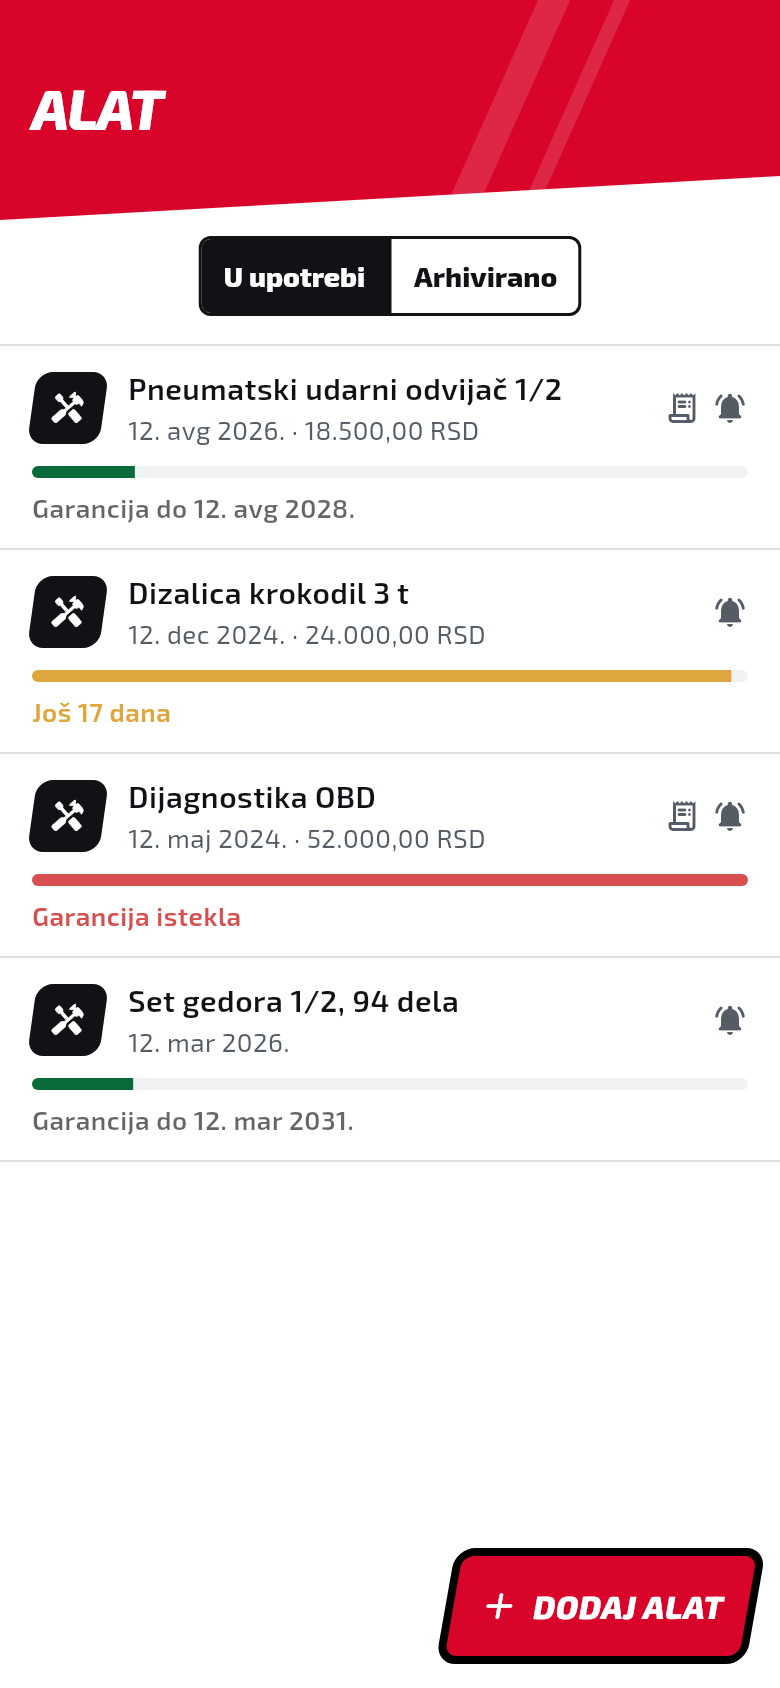 ALAT
U upotrebi
Arhivirano
Pneumatski udarni odvijač 1/2
12. avg 2026. · 18.500,00 RSD
Garancija do 12. avg 2028.
Dizalica krokodil 3 t
12. dec 2024. · 24.000,00 RSD
Još 17 dana
Dijagnostika OBD
12. maj 2024. · 52.000,00 RSD
Garancija istekla
Set gedora 1/2, 94 dela
12. mar 2026.
Garancija do 12. mar 2031.
+ DODAJ ALAT